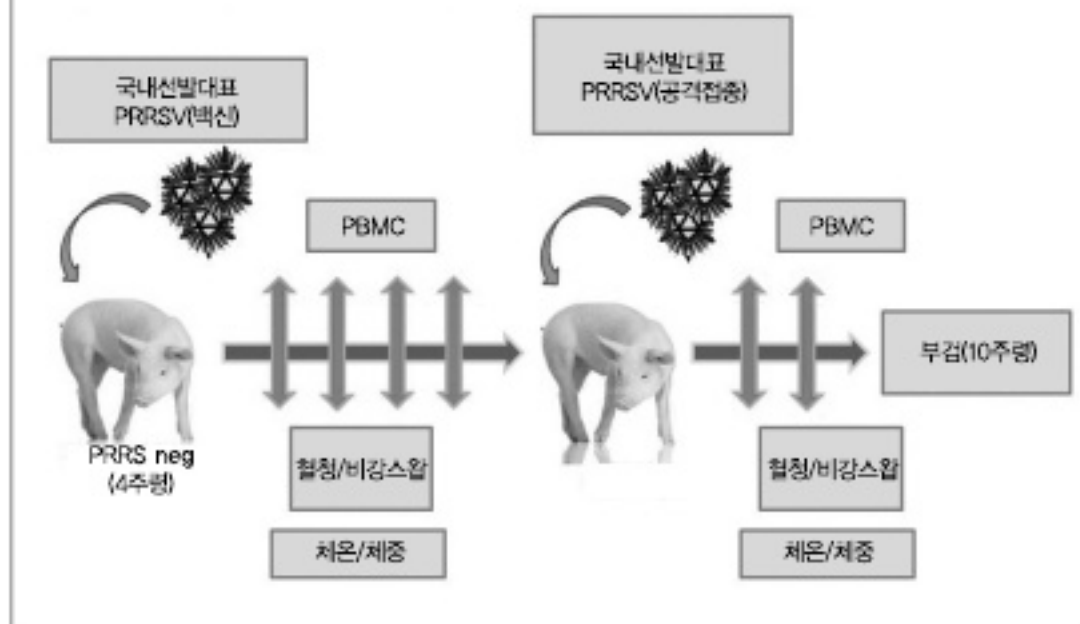 국내선발대표
PRRSV(백신)
국내선발대표
PRRSV(공격접종)
PBMC
PBMC
부검(10주령)
PRRS neg
(4주령)
혈청/비강스왑
혈청/비강스왑
체온/체중
체온/체중